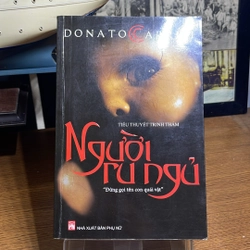 DONATO CAR
TIỂU THUYẾT TRINH THÁM
Người
ru ngủ
"Đừng gọi tên con quái vật"
NHÀ XUẤT BẢN PHỤ NỮ